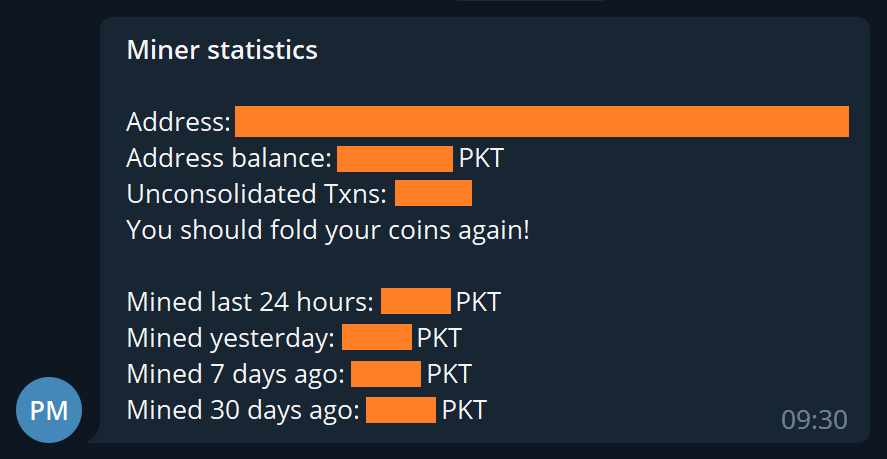 Miner statistics
Address:
Address balance: PKT
Unconsolidated Txns:
You should fold your coins again!
Mined last 24 hours: PKT
Mined yesterday: PKT
Mined 7 days ago: PKT
Mined 30 days ago: PKT
PM
09:30